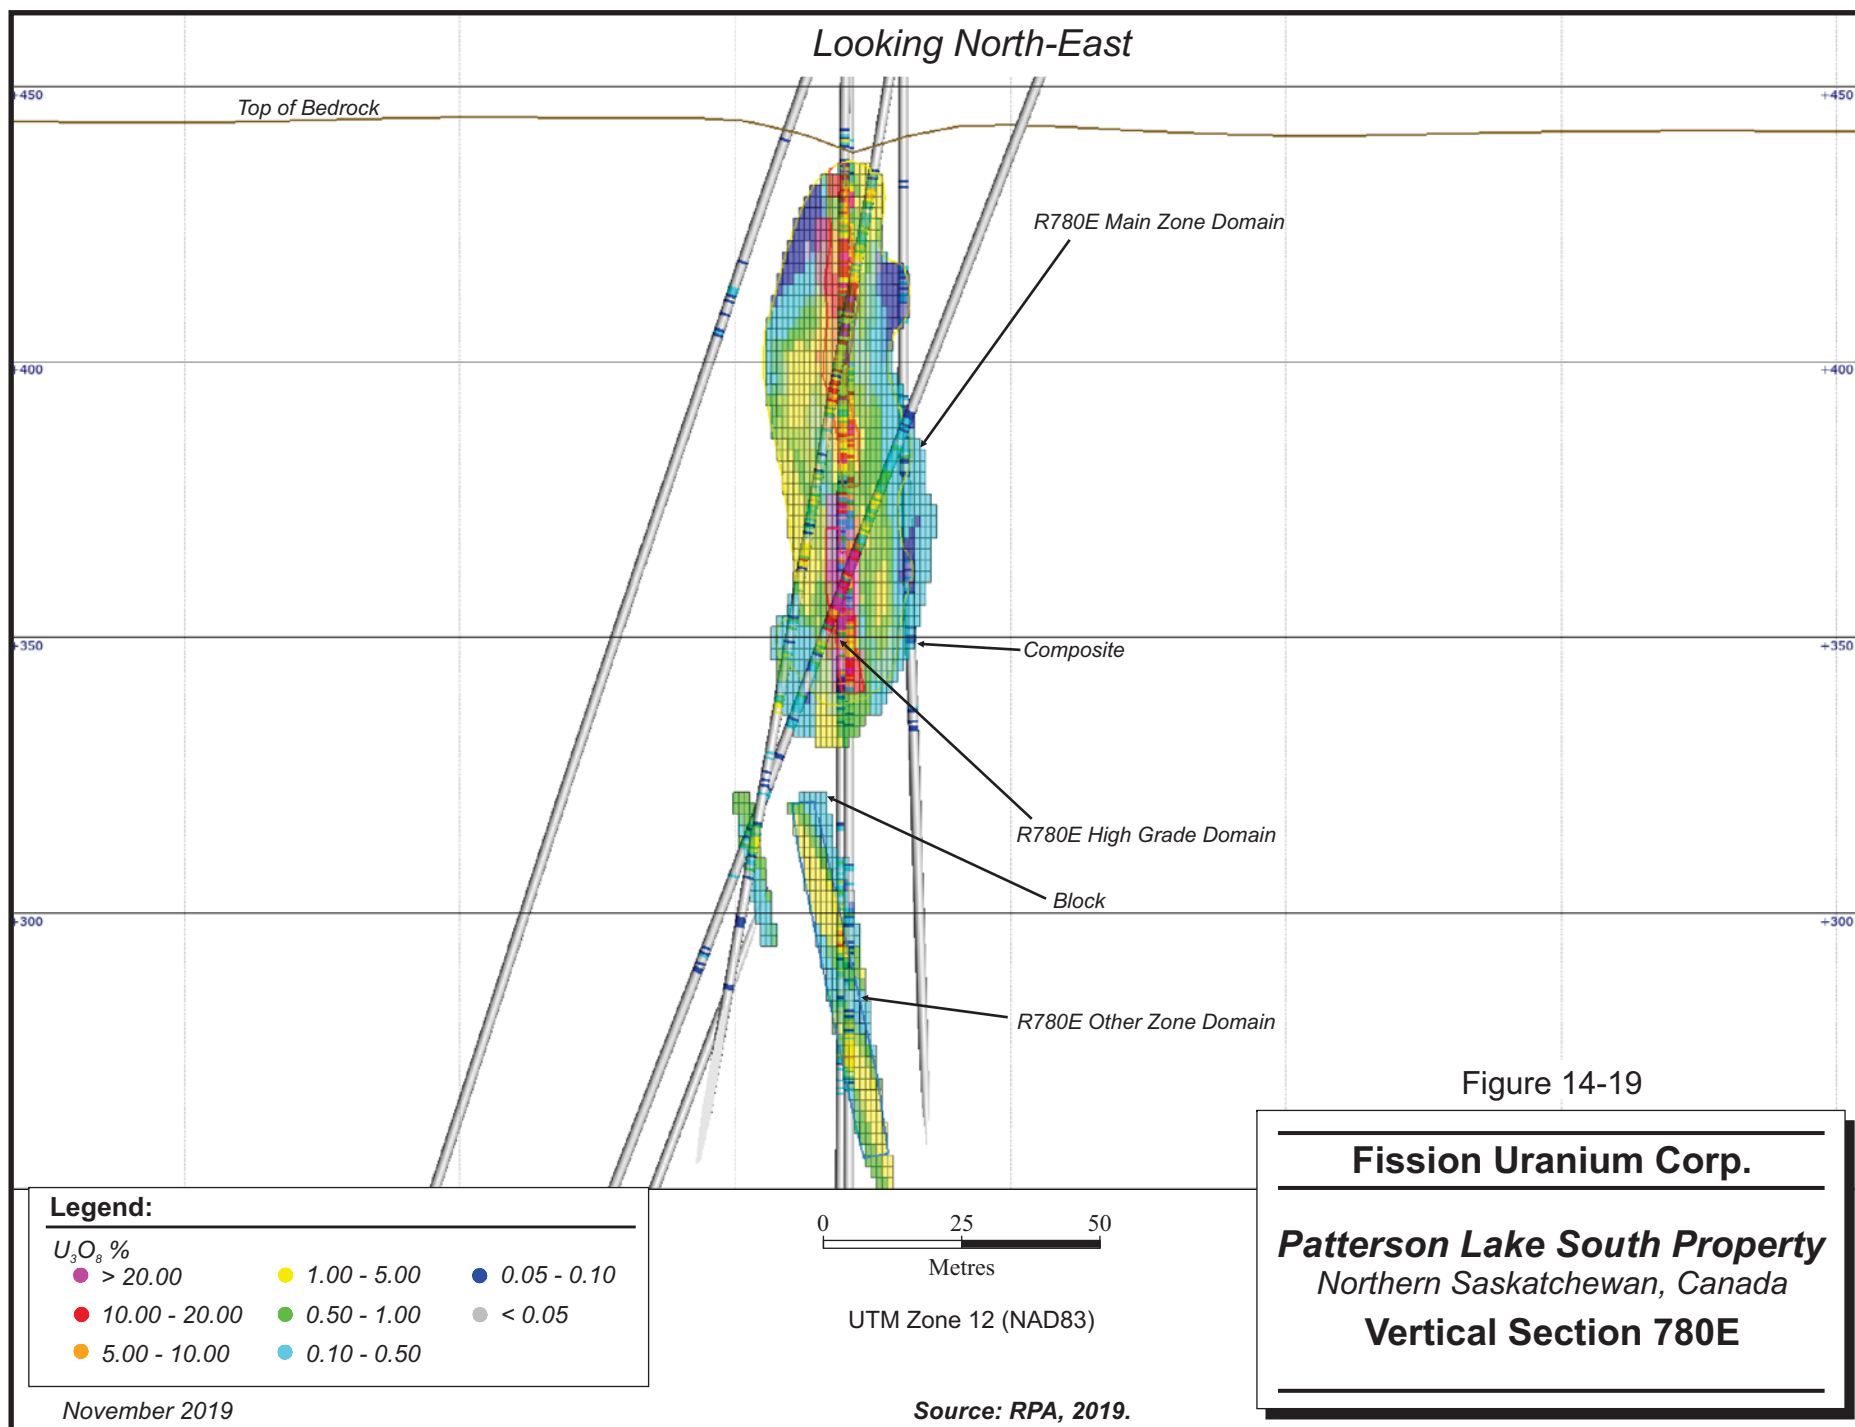 Looking North-East
+450
+450
Top of Bedrock
R780E Main Zone Domain
+400
+400
+350
+350
Composite
R780E High Grade Domain
Block
+300
+300
R780E Other Zone Domain
Figure 14-19
Fission Uranium Corp.
Patterson Lake South Property
Northern Saskatchewan, Canada
Vertical Section 780E
Legend:
U₃O₈ %
> 20.00
10.00 - 20.00
5.00 - 10.00
1.00 - 5.00
0.50 - 1.00
0.10 - 0.50
0.05 - 0.10
< 0.05
0 25 50
Metres
UTM Zone 12 (NAD83)
November 2019
Source: RPA, 2019.